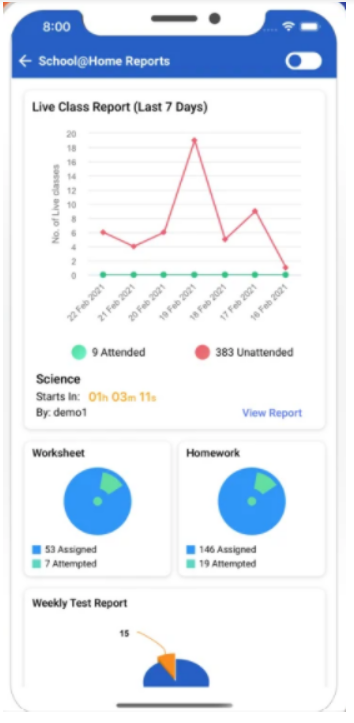 8:00
School@Home Reports
Live Class Report (Last 7 Days)
No. of Live classes
20
18
16
14
12
10
8
6
4
2
0
22 Feb 2021
21 Feb 2021
20 Feb 2021
19 Feb 2021
18 Feb 2021
17 Feb 2021
16 Feb 2021
9 Attended
383 Unattended
Science
Starts In: 01h 03m 11s
By: demo1
View Report
Worksheet
53 Assigned
7 Attempted
Homework
146 Assigned
19 Attempted
Weekly Test Report
15